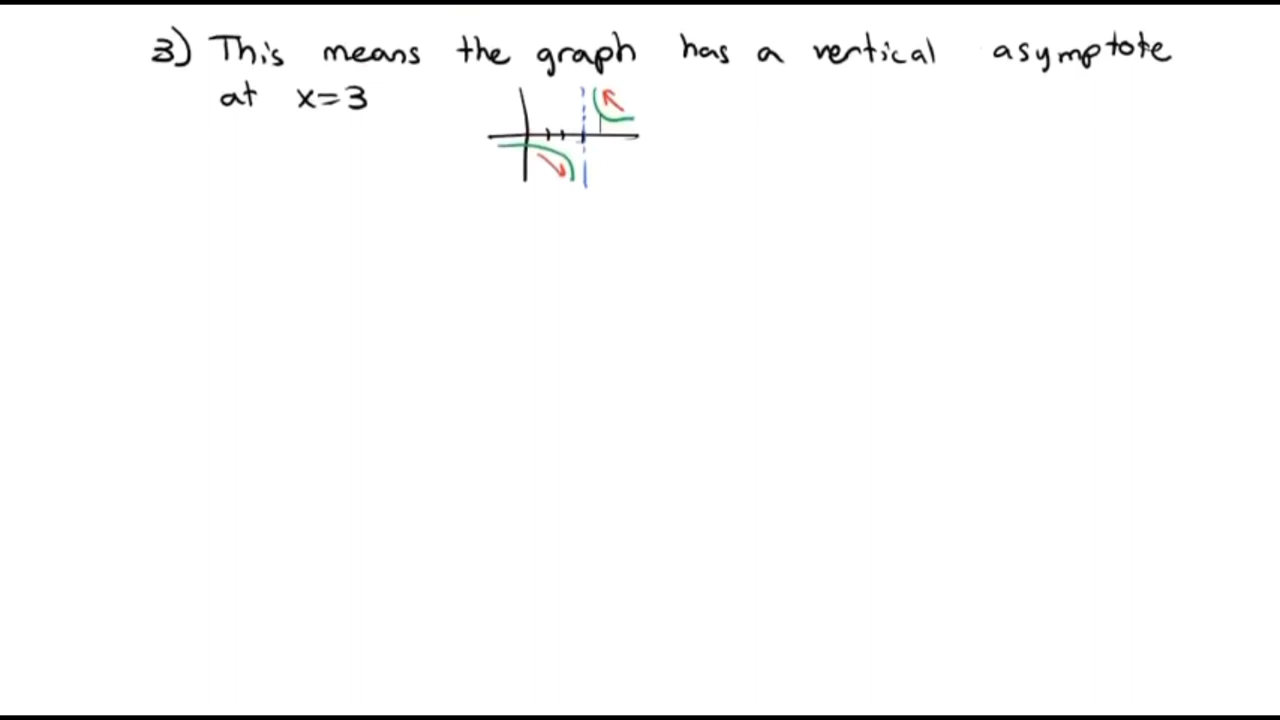 3) This means the graph has a vertical asymptote
at x=3